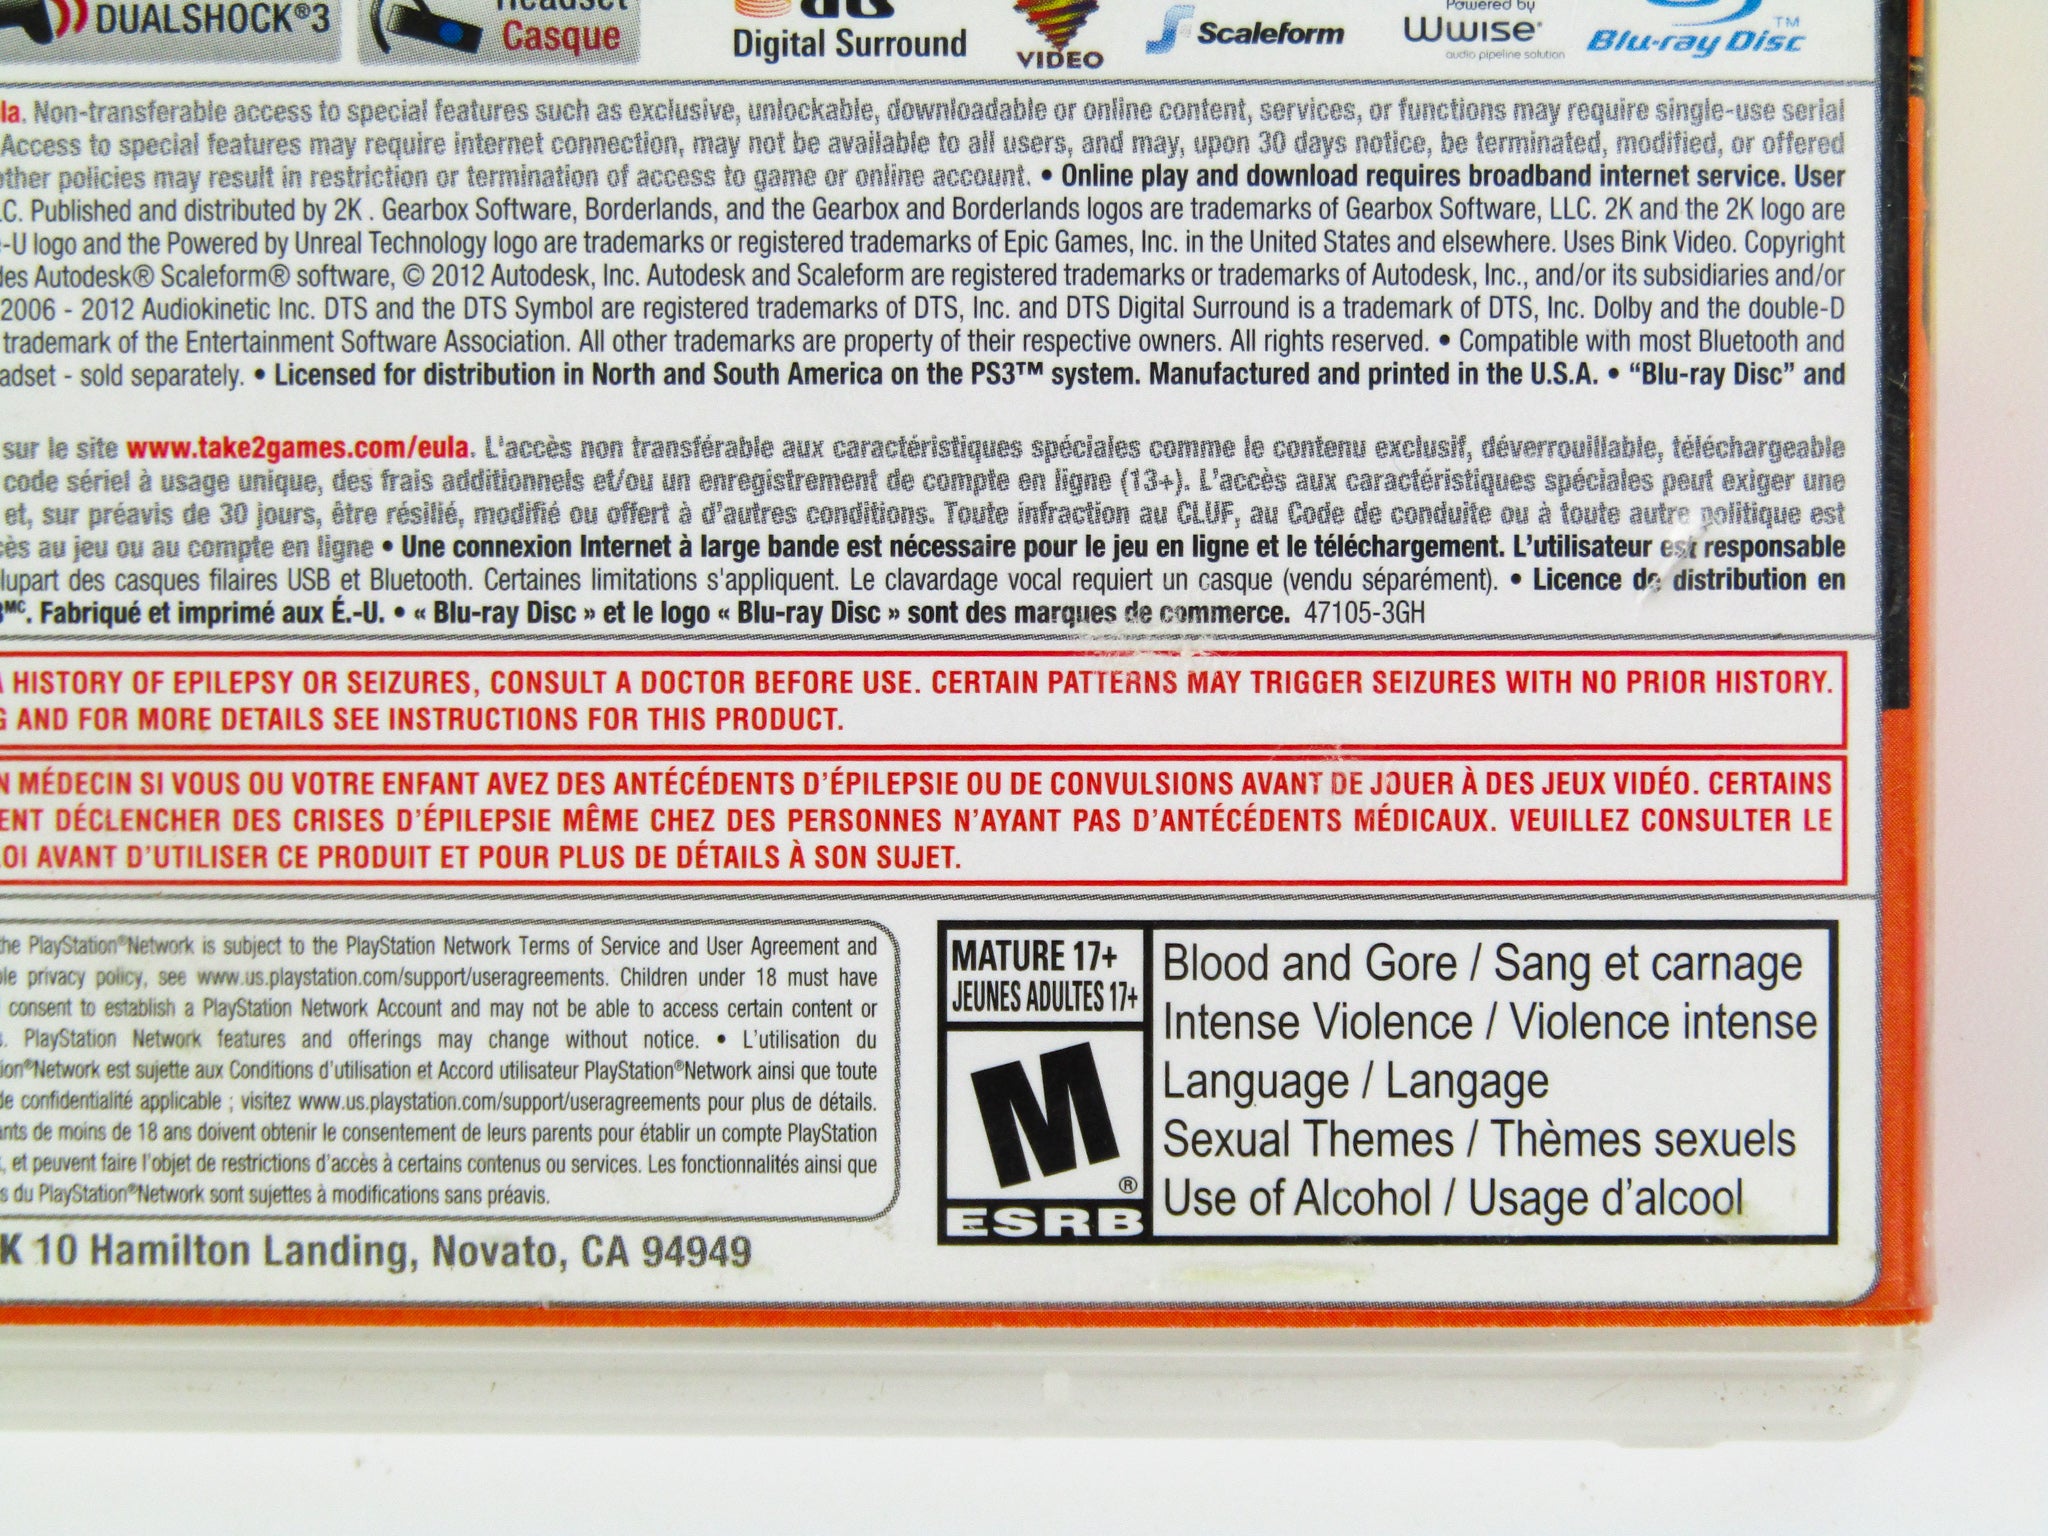 DUALSHOCK®3
Headset
Casque
dts
Digital Surround
VIDEO
Scaleform
Powered by
Wwise
audio pipeline solution
Blu-ray Disc™
la. Non-transferable access to special features such as exclusive, unlockable, downloadable or online content, services, or functions may require single-use serial
Access to special features may require internet connection, may not be available to all users, and may, upon 30 days notice, be terminated, modified, or offered
other policies may result in restriction or termination of access to game or online account. • Online play and download requires broadband internet service. User
C. Published and distributed by 2K . Gearbox Software, Borderlands, and the Gearbox and Borderlands logos are trademarks of Gearbox Software, LLC. 2K and the 2K logo are
-U logo and the Powered by Unreal Technology logo are trademarks or registered trademarks of Epic Games, Inc. in the United States and elsewhere. Uses Bink Video. Copyright
des Autodesk® Scaleform® software, © 2012 Autodesk, Inc. Autodesk and Scaleform are registered trademarks or trademarks of Autodesk, Inc., and/or its subsidiaries and/or
2006 - 2012 Audiokinetic Inc. DTS and the DTS Symbol are registered trademarks of DTS, Inc. and DTS Digital Surround is a trademark of DTS, Inc. Dolby and the double-D
trademark of the Entertainment Software Association. All other trademarks are property of their respective owners. All rights reserved. • Compatible with most Bluetooth and
adset - sold separately. • Licensed for distribution in North and South America on the PS3™ system. Manufactured and printed in the U.S.A. • “Blu-ray Disc” and
sur le site www.take2games.com/eula. L'accès non transférable aux caractéristiques spéciales comme le contenu exclusif, déverrouillable, téléchargeable
code sériel à usage unique, des frais additionnels et/ou un enregistrement de compte en ligne (13+). L'accès aux caractéristiques spéciales peut exiger une
et, sur préavis de 30 jours, être résilié, modifié ou offert à d'autres conditions. Toute infraction au CLUF, au Code de conduite ou à toute autre politique est
ès au jeu ou au compte en ligne • Une connexion Internet à large bande est nécessaire pour le jeu en ligne et le téléchargement. L'utilisateur est responsable
lupart des casques filaires USB et Bluetooth. Certaines limitations s'appliquent. Le clavardage vocal requiert un casque (vendu séparément). • Licence de distribution en
3MC. Fabriqué et imprimé aux É.-U. • « Blu-ray Disc » et le logo « Blu-ray Disc » sont des marques de commerce. 47105-3GH
A HISTORY OF EPILEPSY OR SEIZURES, CONSULT A DOCTOR BEFORE USE. CERTAIN PATTERNS MAY TRIGGER SEIZURES WITH NO PRIOR HISTORY.
G AND FOR MORE DETAILS SEE INSTRUCTIONS FOR THIS PRODUCT.
N MÉDECIN SI VOUS OU VOTRE ENFANT AVEZ DES ANTÉCÉDENTS D'ÉPILEPSIE OU DE CONVULSIONS AVANT DE JOUER À DES JEUX VIDÉO. CERTAINS
ENT DÉCLENCHER DES CRISES D'ÉPILEPSIE MÊME CHEZ DES PERSONNES N'AYANT PAS D'ANTÉCÉDENTS MÉDICAUX. VEUILLEZ CONSULTER LE
OI AVANT D'UTILISER CE PRODUIT ET POUR PLUS DE DÉTAILS À SON SUJET.
the PlayStation®Network is subject to the PlayStation Network Terms of Service and User Agreement and
le privacy policy, see www.us.playstation.com/support/useragreements. Children under 18 must have
consent to establish a PlayStation Network Account and may not be able to access certain content or
. PlayStation Network features and offerings may change without notice. • L'utilisation du
ion®Network est sujette aux Conditions d'utilisation et Accord utilisateur PlayStation®Network ainsi que toute
de confidentialité applicable ; visitez www.us.playstation.com/support/useragreements pour plus de détails.
nts de moins de 18 ans doivent obtenir le consentement de leurs parents pour établir un compte PlayStation
, et peuvent faire l'objet de restrictions d'accès à certains contenus ou services. Les fonctionnalités ainsi que
s du PlayStation®Network sont sujettes à modifications sans préavis.
K 10 Hamilton Landing, Novato, CA 94949
MATURE 17+
JEUNES ADULTES 17+
M®
ESRB
Blood and Gore / Sang et carnage
Intense Violence / Violence intense
Language / Langage
Sexual Themes / Thèmes sexuels
Use of Alcohol / Usage d'alcool